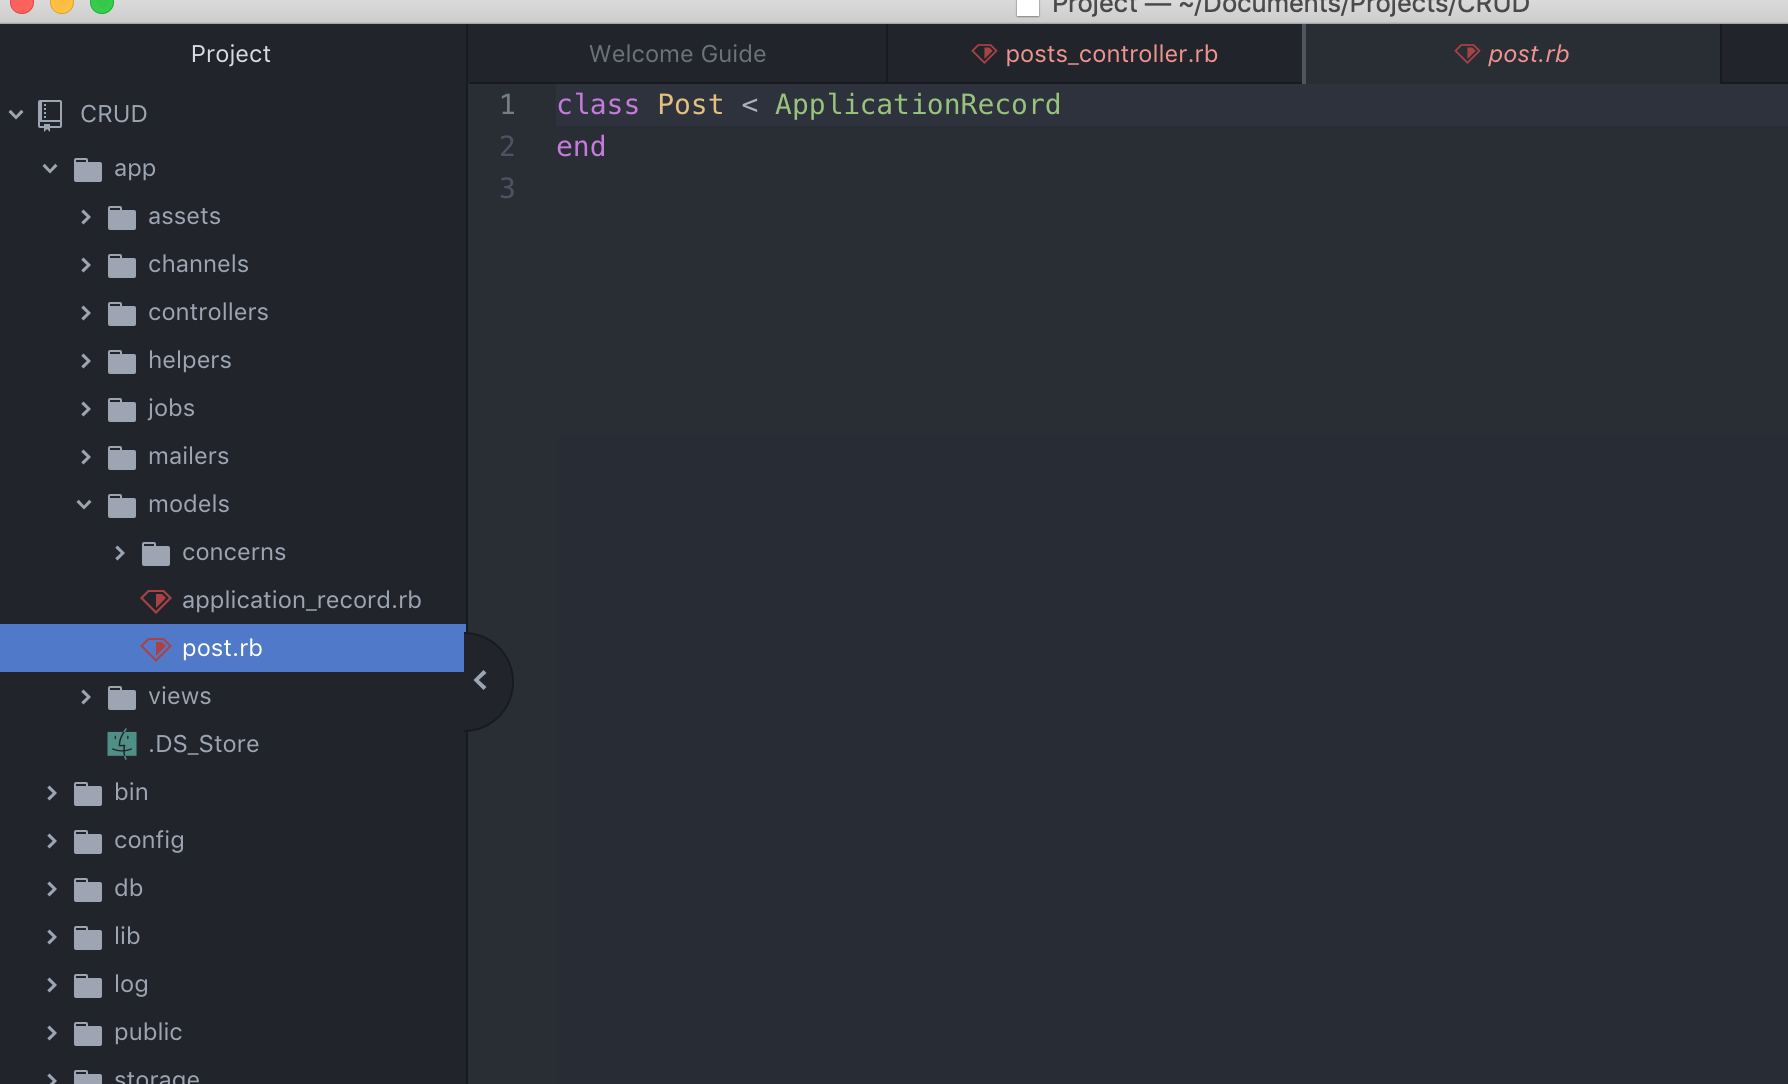 Project — ~/Documents/Projects/CRUD
Project
Welcome Guide
posts_controller.rb
post.rb
CRUD
app
assets
channels
controllers
helpers
jobs
mailers
models
concerns
application_record.rb
post.rb
views
.DS_Store
bin
config
db
lib
log
public
storage
1 class Post < ApplicationRecord
2 end
3